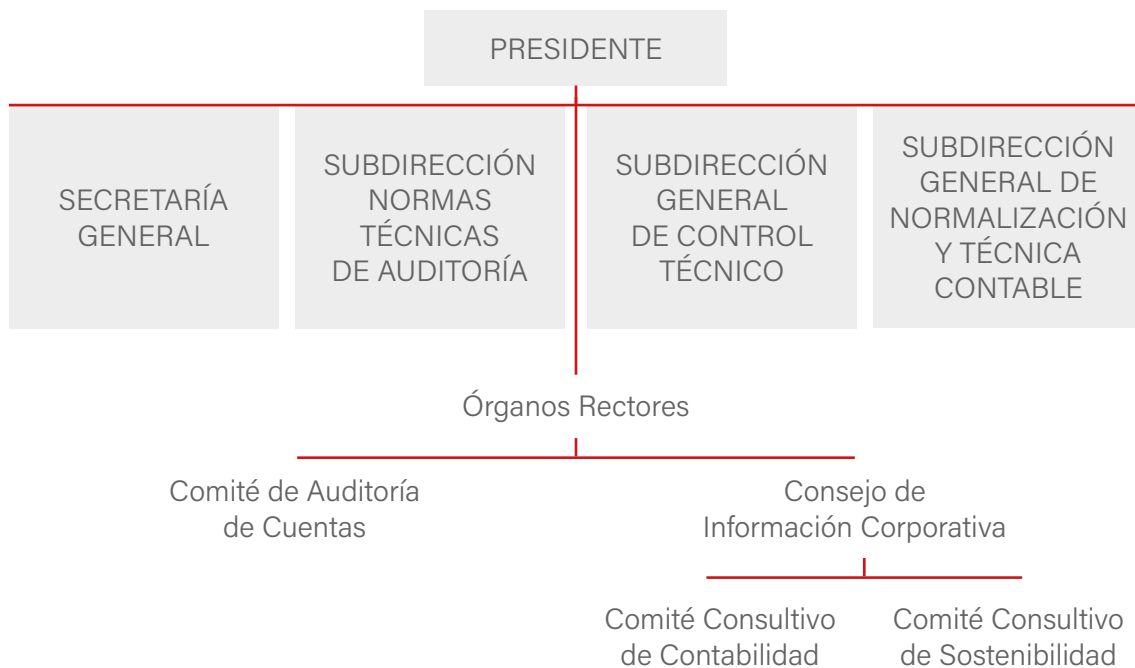 PRESIDENTE
SECRETARÍA
GENERAL
SUBDIRECCIÓN
NORMAS
TÉCNICAS
DE AUDITORÍA
SUBDIRECCIÓN
GENERAL
DE CONTROL
TÉCNICO
SUBDIRECCIÓN
GENERAL DE
NORMALIZACIÓN
Y TÉCNICA
CONTABLE
Órganos Rectores
Comité de Auditoría
de Cuentas
Consejo de
Información Corporativa
Comité Consultivo
de Contabilidad
Comité Consultivo
de Sostenibilidad